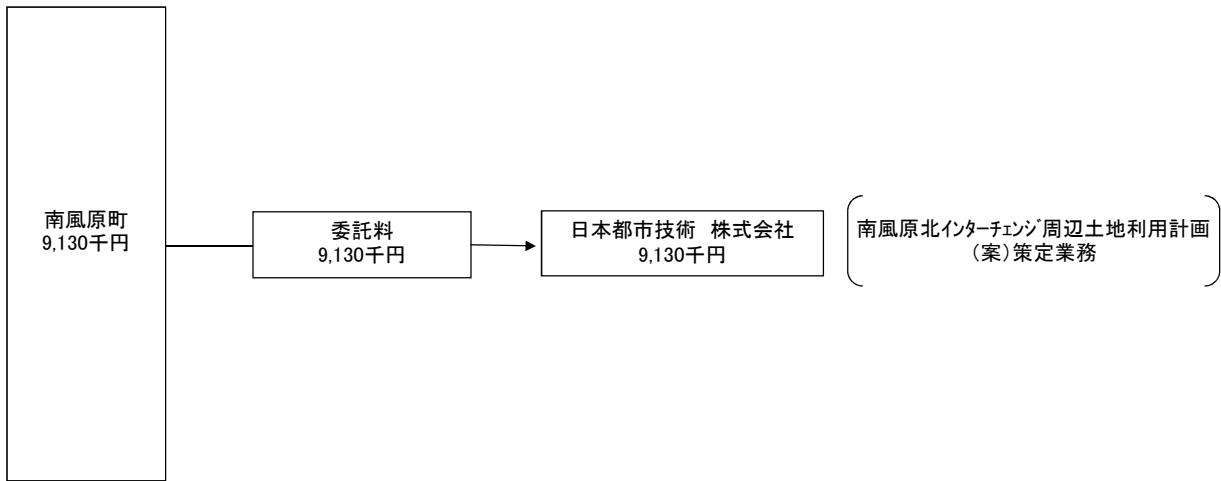 南風原町
9,130千円
委託料
9,130千円
日本都市技術　株式会社
9,130千円
南風原北ｲﾝﾀｰﾁｪﾝｼﾞ周辺土地利用計画
（案）策定業務